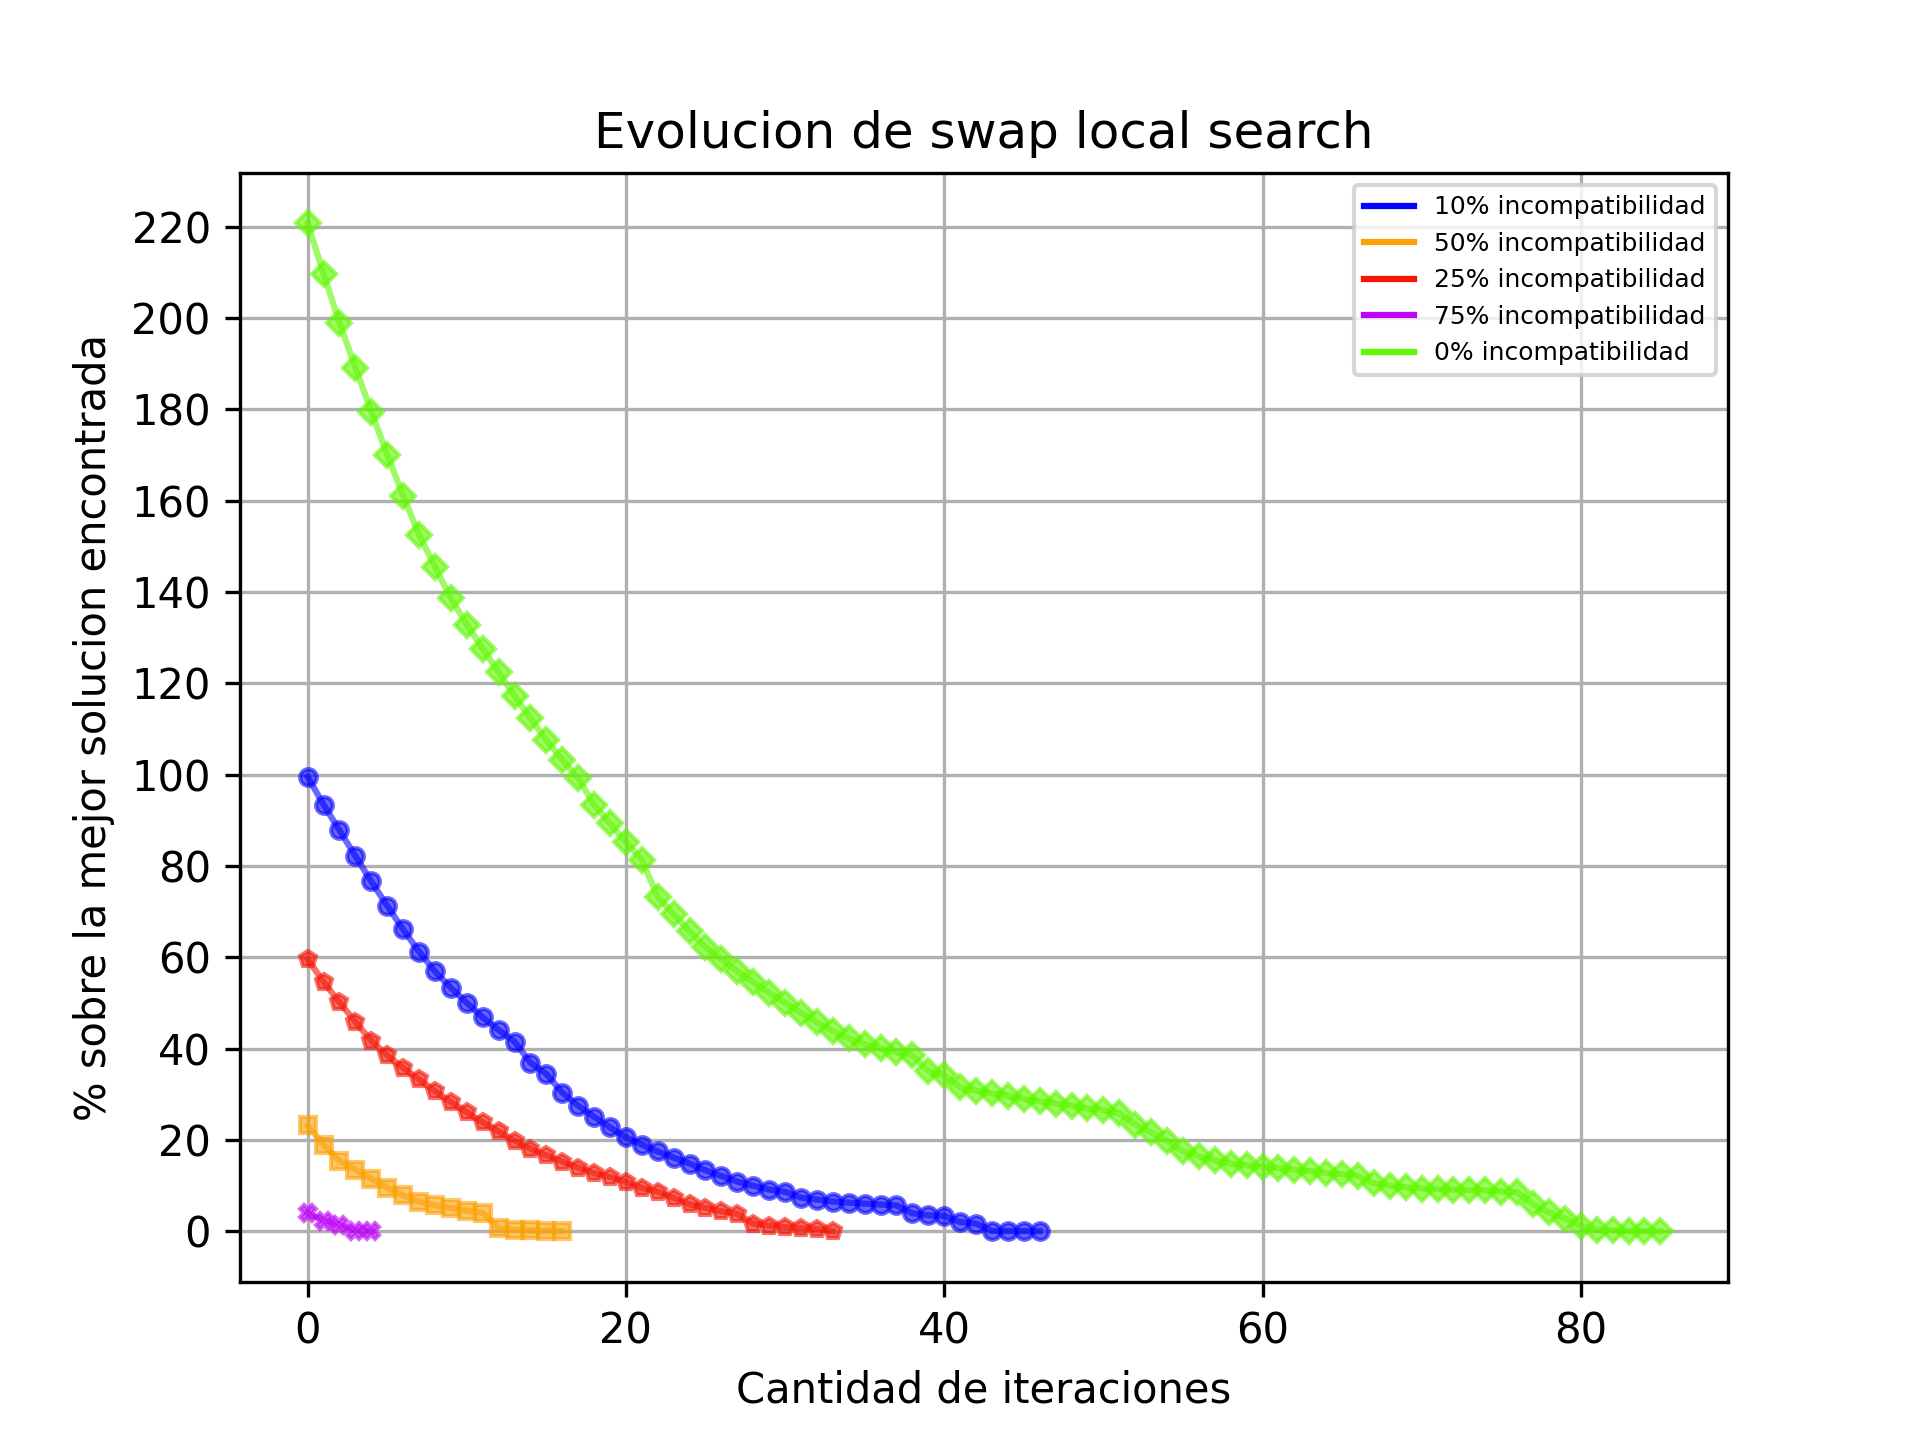 Evolucion de swap local search
10% incompatibilidad
50% incompatibilidad
25% incompatibilidad
75% incompatibilidad
0% incompatibilidad
% sobre la mejor solucion encontrada
220
200
180
160
140
120
100
80
60
40
20
0
0 20 40 60 80
Cantidad de iteraciones